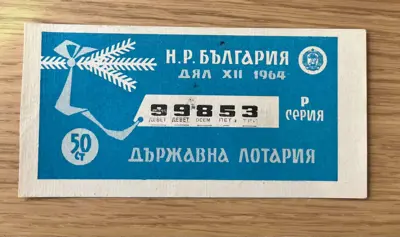 Н.Р. БЪЛГАРИЯ
ДЯЛ XII 1964
99853
ДЕВЕТ ДЕВЕТ ОСЕМ ПЕТ ТРИ
Р
СЕРИЯ
50
СТ
ДЪРЖАВНА ЛОТАРИЯ